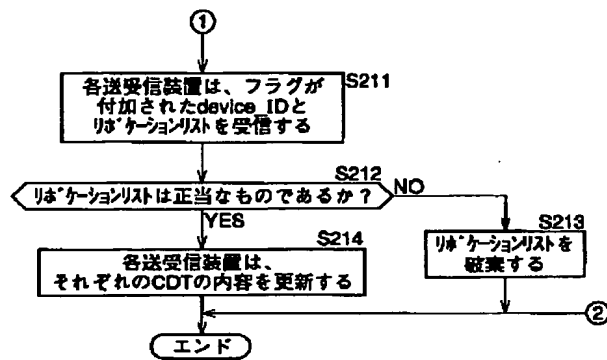 ①
S211
各送受信装置は、フラグが
付加されたdevice_IDと
ﾘﾎﾞｹｰｼｮﾝﾘｽﾄを受信する
S212
ﾘﾎﾞｹｰｼｮﾝﾘｽﾄは正当なものであるか？
NO
YES
S213
ﾘﾎﾞｹｰｼｮﾝﾘｽﾄを
破棄する
S214
各送受信装置は、
それぞれのCDTの内容を更新する
②
エンド